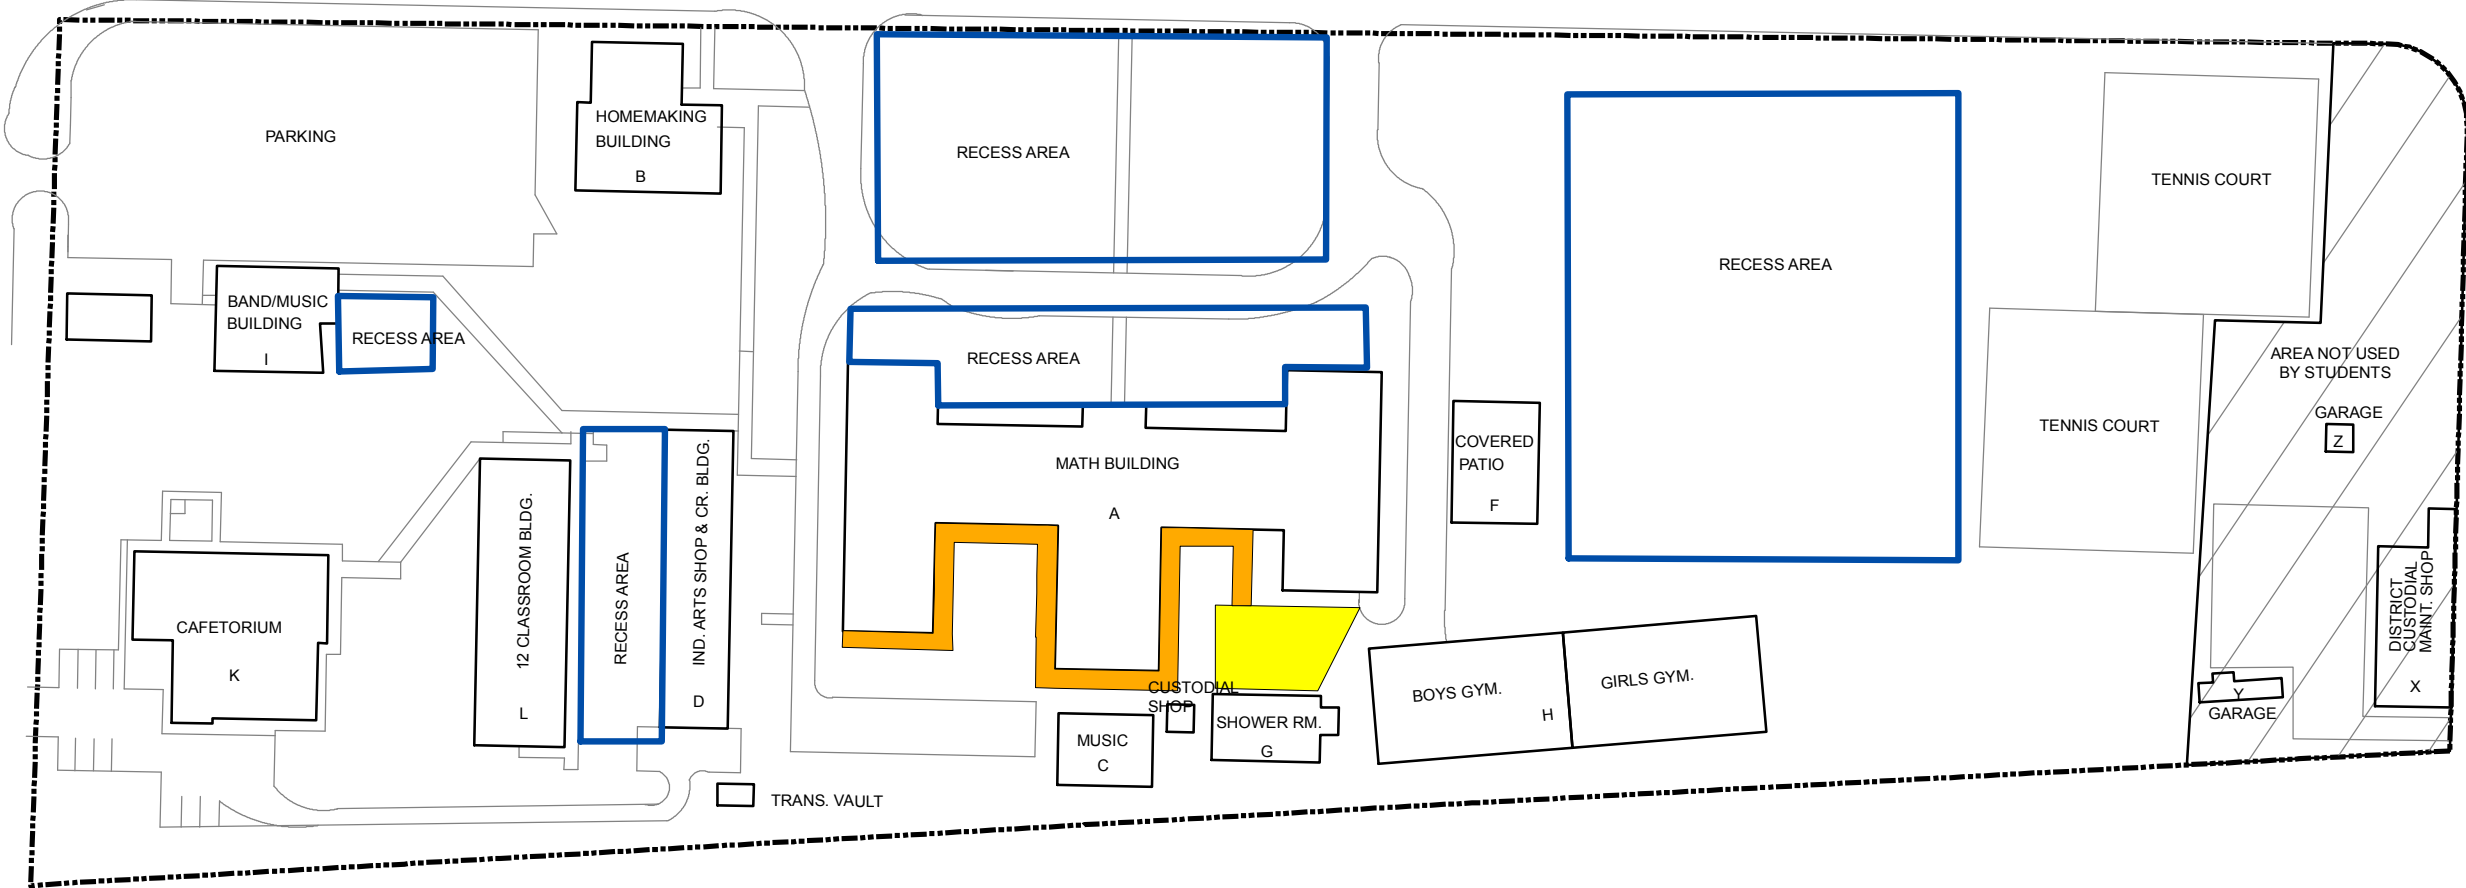 PARKING
HOMEMAKING
BUILDING
B
RECESS AREA
RECESS AREA
TENNIS COURT
BAND/MUSIC
BUILDING
I
RECESS AREA
RECESS AREA
AREA NOT USED
BY STUDENTS
GARAGE
Z
TENNIS COURT
COVERED
PATIO
F
MATH BUILDING
A
12 CLASSROOM BLDG.
L
RECESS AREA
IND. ARTS SHOP & CR. BLDG.
D
CAFETORIUM
K
CUSTODIAL
SHOP
SHOWER RM.
G
MUSIC
C
BOYS GYM.
H
GIRLS GYM.
DISTRICT
CUSTODIAL
MAINT. SHOP
X
Y
GARAGE
TRANS. VAULT